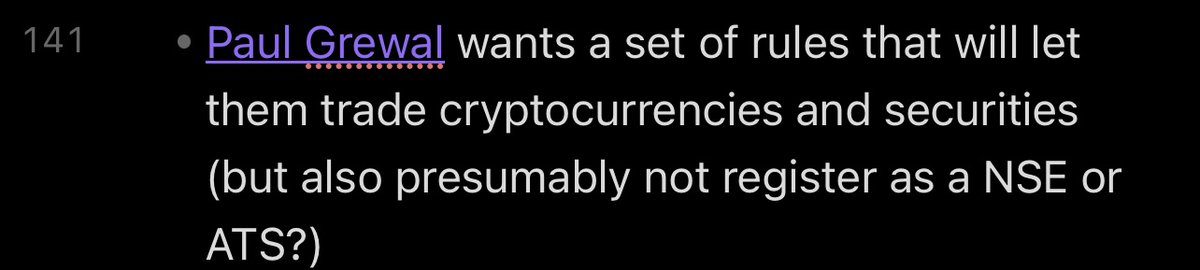 141 • Paul Grewal wants a set of rules that will let
them trade cryptocurrencies and securities
(but also presumably not register as a NSE or
ATS?)